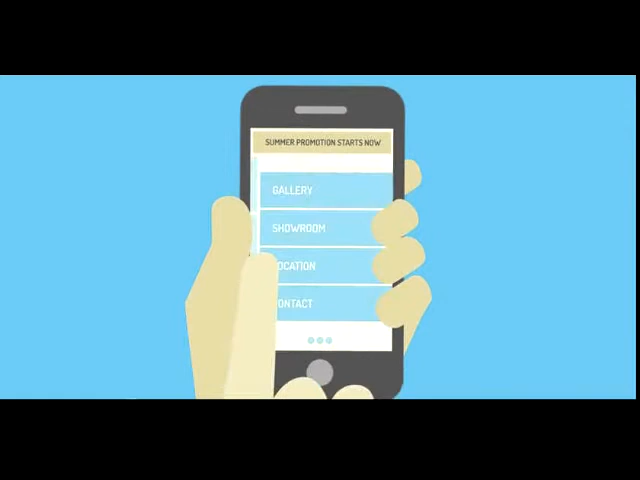 SUMMER PROMOTION STARTS NOW
GALLERY
SHOWROOM
OCATION
ONTACT